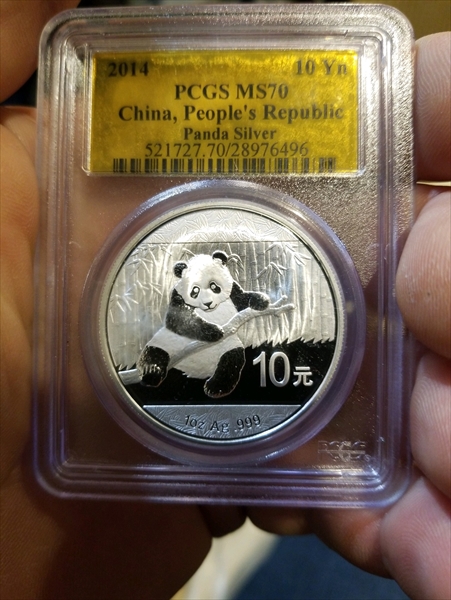 2014 10 Yn
PCGS MS70
China, People's Republic
Panda Silver
521727.70/28976496
10元
1oz Ag .999
PCGS